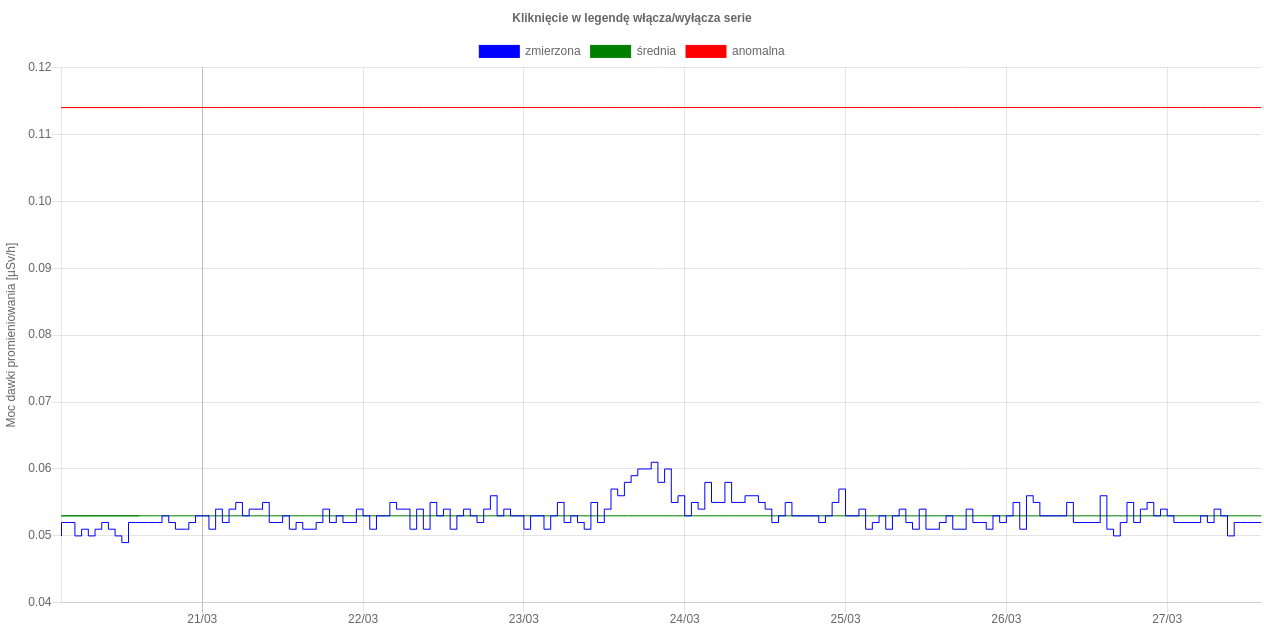 Kliknięcie w legendę włącza/wyłącza serie
zmierzona średnia anomalna
Moc dawki promieniowania [µSv/h]
0.12
0.11
0.10
0.09
0.08
0.07
0.06
0.05
0.04
21/03 22/03 23/03 24/03 25/03 26/03 27/03